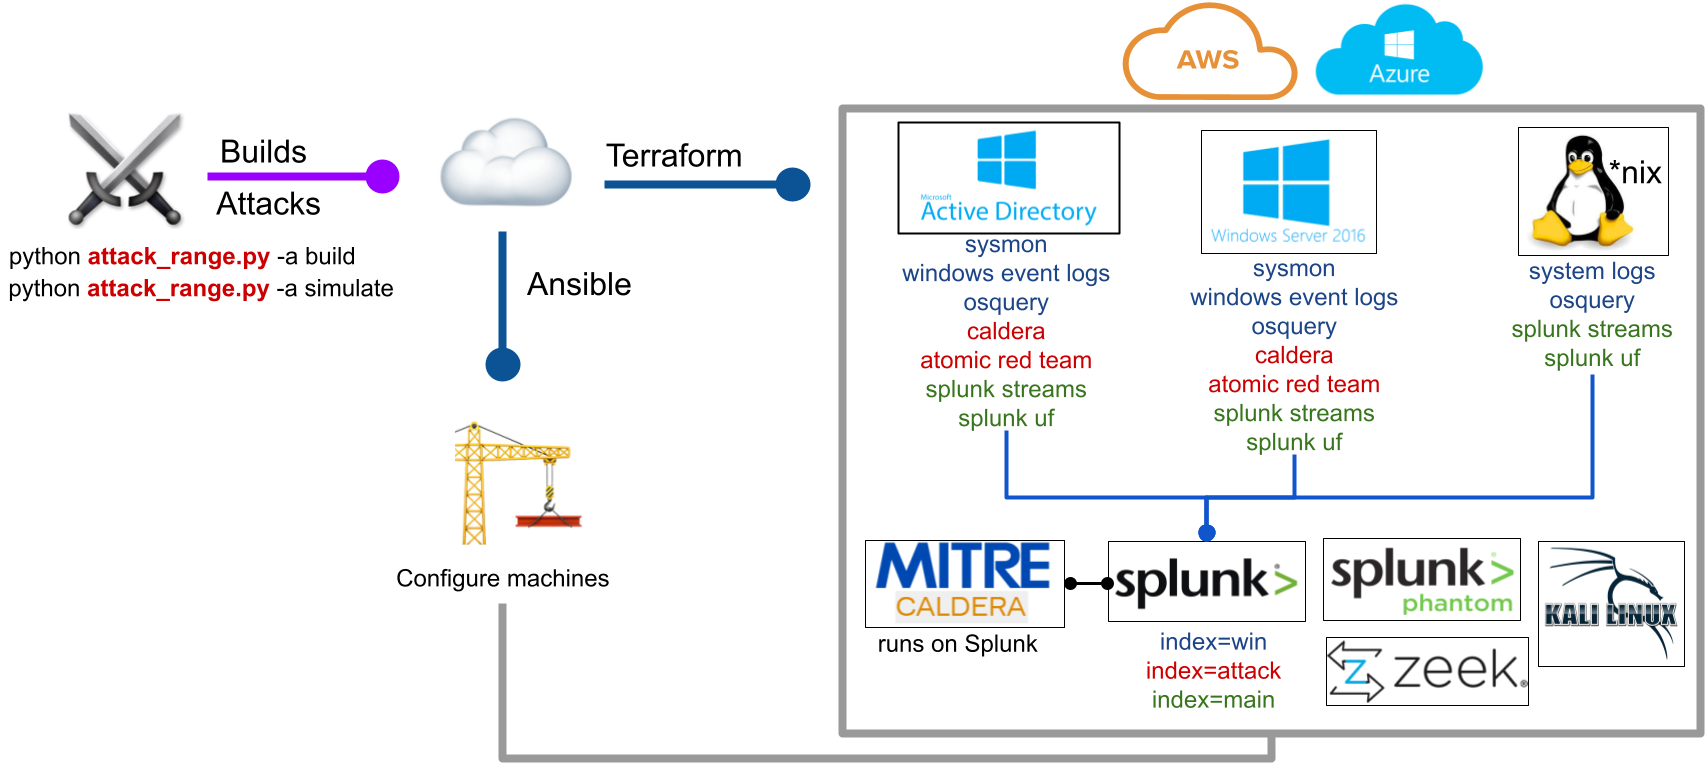 Builds
Attacks
python attack_range.py -a build
python attack_range.py -a simulate
Terraform
Ansible
Configure machines
AWS
Azure
Microsoft
Active Directory
sysmon
windows event logs
osquery
caldera
atomic red team
splunk streams
splunk uf
Windows Server 2016
sysmon
windows event logs
osquery
caldera
atomic red team
splunk streams
splunk uf
*nix
system logs
osquery
splunk streams
splunk uf
MITRE
CALDERA
runs on Splunk
splunk>
index=win
index=attack
index=main
splunk>
phantom
Z zeek®
KALI LINUX